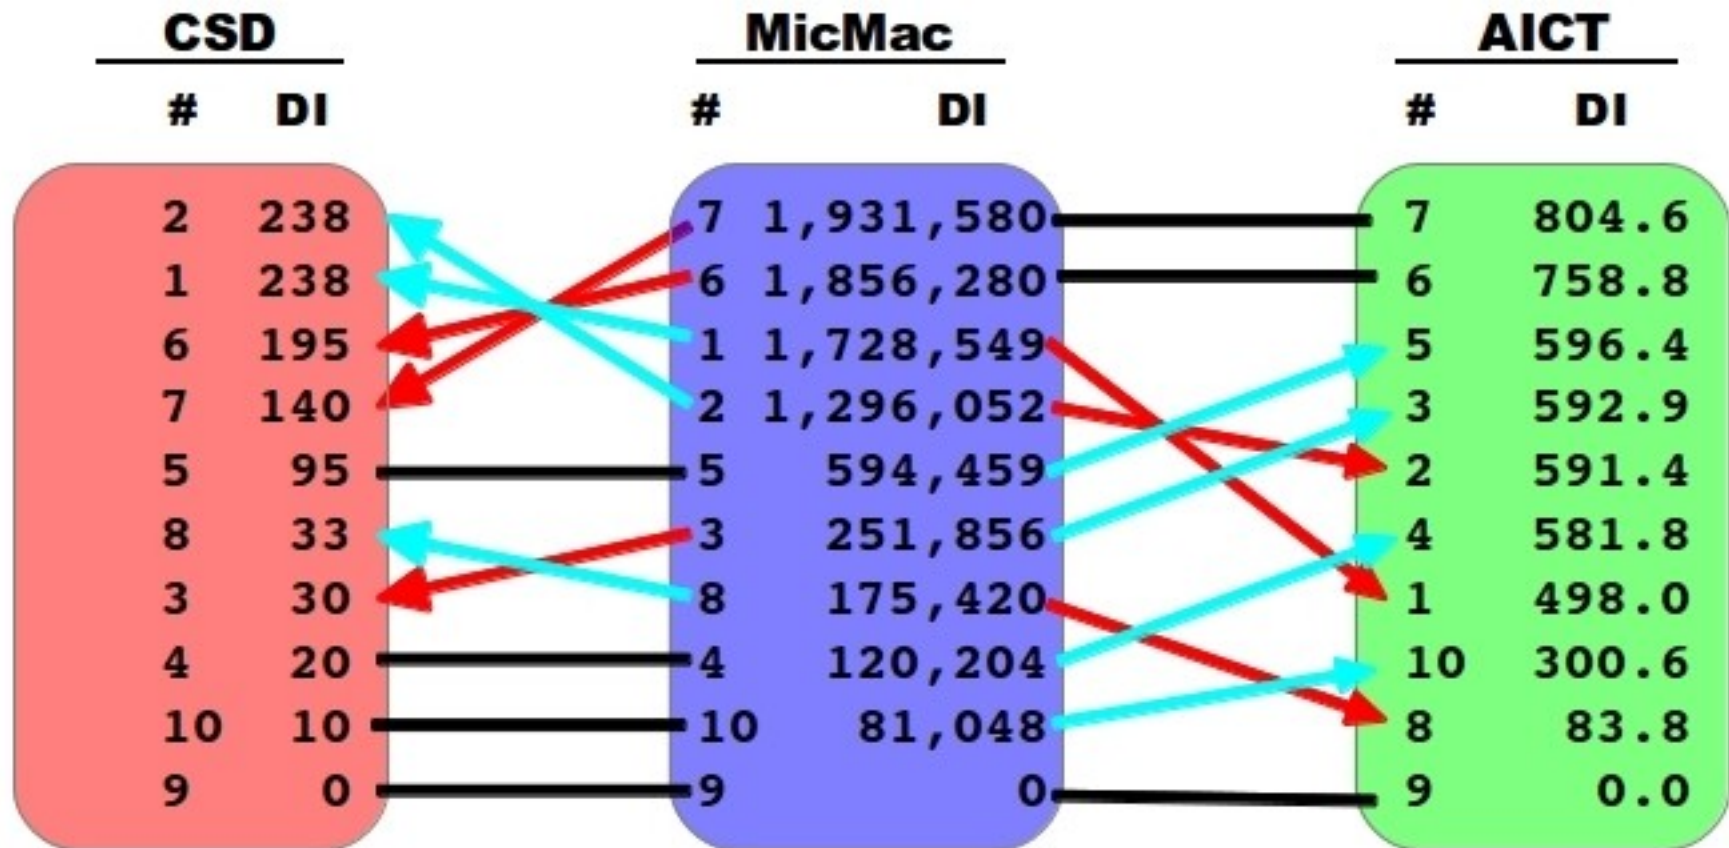 CSD MicMac AICT
# DI # DI # DI
2 238 7 1,931,580 7 804.6
1 238 6 1,856,280 6 758.8
6 195 1 1,728,549 5 596.4
7 140 2 1,296,052 3 592.9
5 95 5 594,459 2 591.4
8 33 3 251,856 4 581.8
3 30 8 175,420 1 498.0
4 20 4 120,204 10 300.6
10 10 10 81,048 8 83.8
9 0 9 0 9 0.0